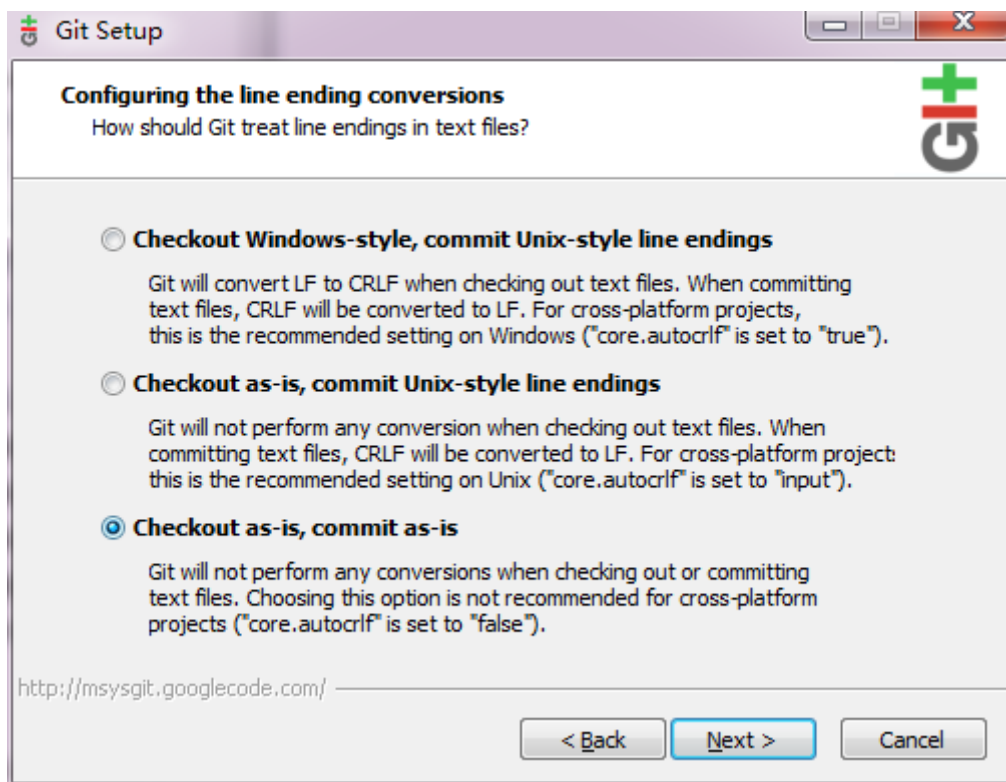 Git Setup
Configuring the line ending conversions
How should Git treat line endings in text files?
Checkout Windows-style, commit Unix-style line endings
Git will convert LF to CRLF when checking out text files. When committing
text files, CRLF will be converted to LF. For cross-platform projects,
this is the recommended setting on Windows ("core.autocrlf" is set to "true").
Checkout as-is, commit Unix-style line endings
Git will not perform any conversion when checking out text files. When
committing text files, CRLF will be converted to LF. For cross-platform project:
this is the recommended setting on Unix ("core.autocrlf" is set to "input").
Checkout as-is, commit as-is
Git will not perform any conversions when checking out or committing
text files. Choosing this option is not recommended for cross-platform
projects ("core.autocrlf" is set to "false").
http://msysgit.googlecode.com/
< Back
Next >
Cancel